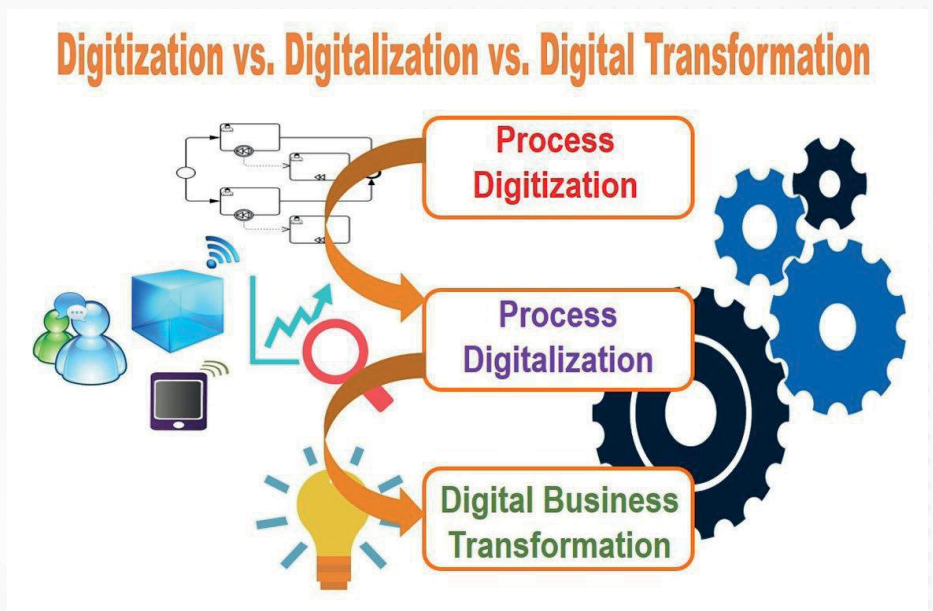 Digitization vs. Digitalization vs. Digital Transformation
Process
Digitization
Process
Digitalization
Digital Business
Transformation